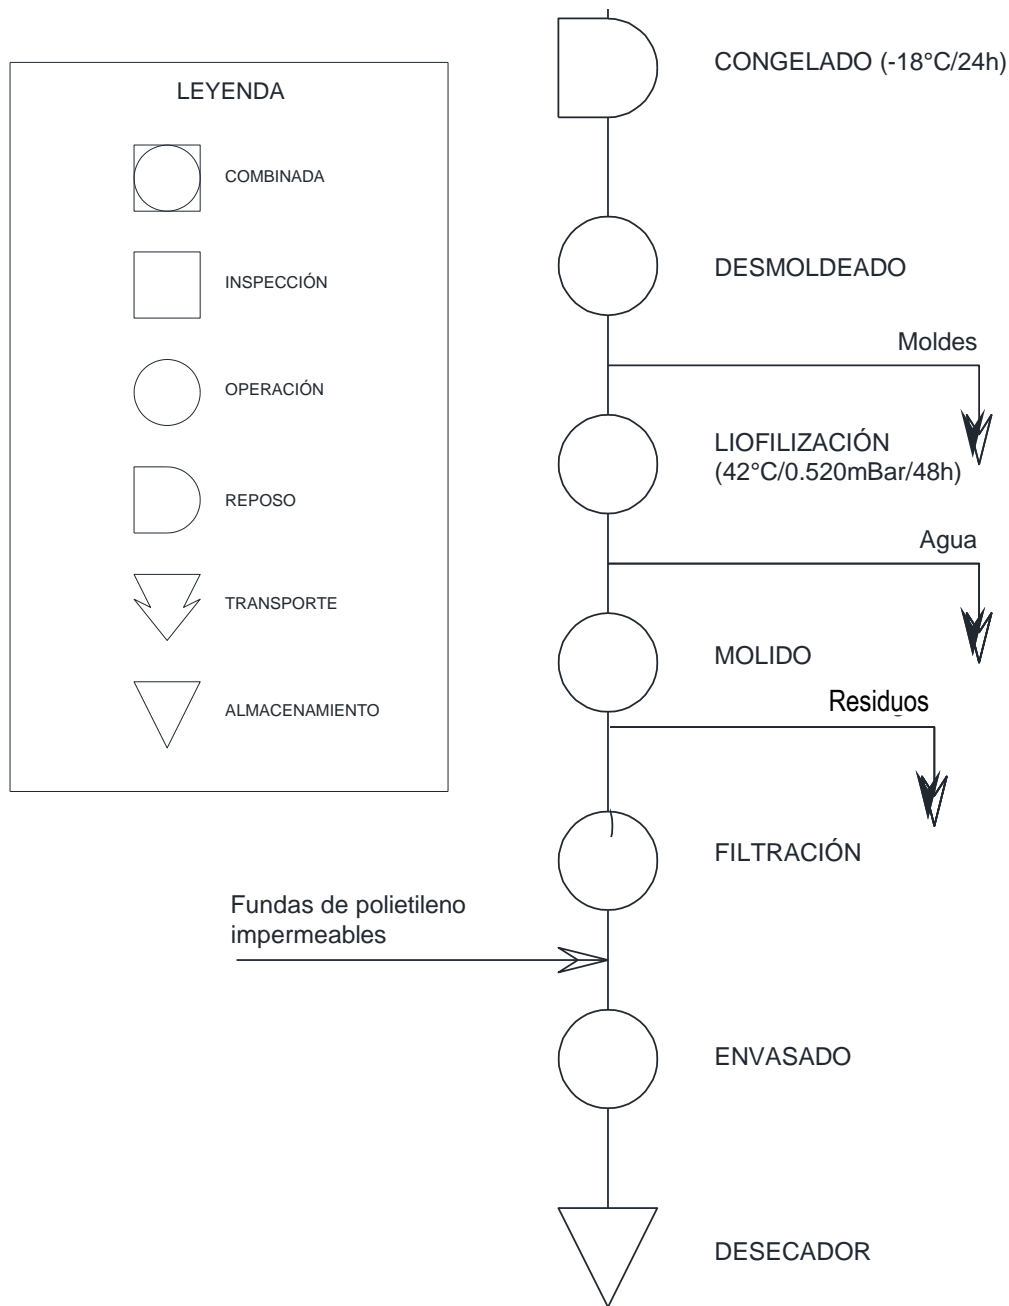 LEYENDA
COMBINADA
INSPECCIÓN
OPERACIÓN
REPOSO
TRANSPORTE
ALMACENAMIENTO
CONGELADO (-18°C/24h)
DESMOLDEADO
Moldes
LIOFILIZACIÓN
(42°C/0.520mBar/48h)
Agua
MOLIDO
Residuos
FILTRACIÓN
Fundas de polietileno
impermeables
ENVASADO
DESECADOR